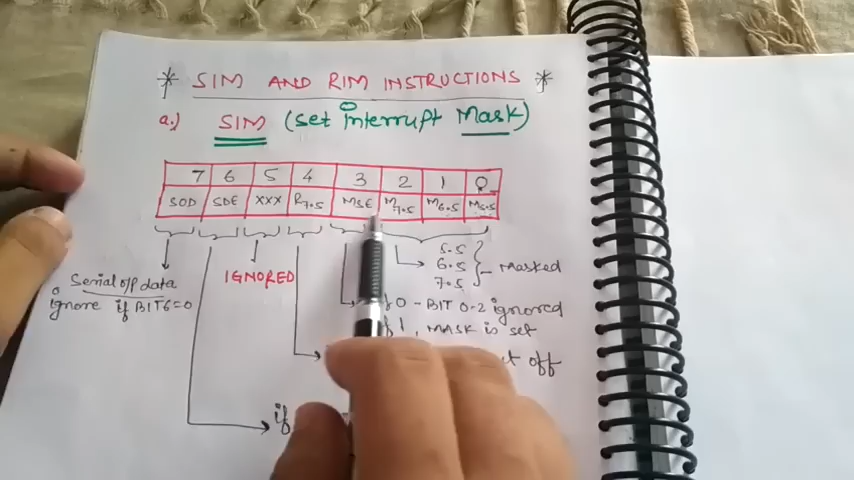 * SIM AND RIM INSTRUCTIONS *
a.) SIM (set interrupt Mask)
7 6 5 4 3 2 1 0
SOD SDE XXX R7.5 MSE M7.5 M6.5 M5.5
5.5
6.5 - Masked
7.5
Serial o/p data
ignore if BIT6=0
IGNORED
0 - BIT 0-2 ignored
1, MASK is set
off
if